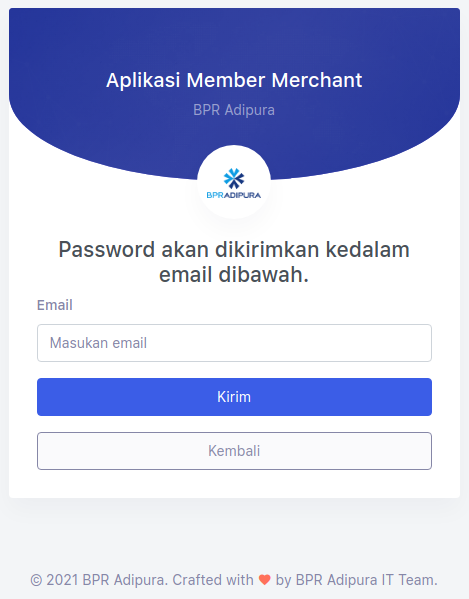 Aplikasi Member Merchant
BPR Adipura
BPRADIPURA
Password akan dikirimkan kedalam
email dibawah.
Email
Masukan email
Kirim
Kembali
© 2021 BPR Adipura. Crafted with ❤ by BPR Adipura IT Team.